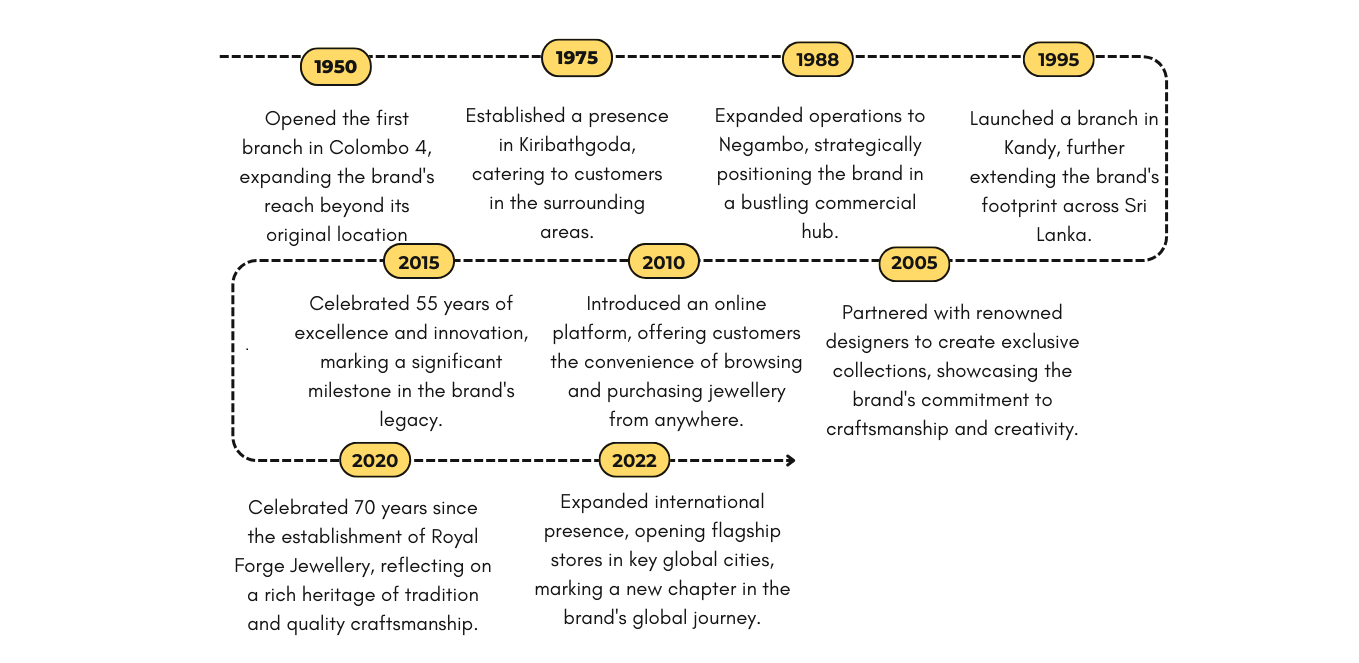 1950
Opened the first
branch in Colombo 4,
expanding the brand's
reach beyond its
original location
1975
Established a presence
in Kiribathgoda,
catering to customers
in the surrounding
areas.
1988
Expanded operations to
Negambo, strategically
positioning the brand in
a bustling commercial
hub.
1995
Launched a branch in
Kandy, further
extending the brand's
footprint across Sri
Lanka.
2005
Partnered with renowned
designers to create exclusive
collections, showcasing the
brand's commitment to
craftsmanship and creativity.
2010
Introduced an online
platform, offering customers
the convenience of browsing
and purchasing jewellery
from anywhere.
2015
Celebrated 55 years of
excellence and innovation,
marking a significant
milestone in the brand's
legacy.
.
2020
Celebrated 70 years since
the establishment of Royal
Forge Jewellery, reflecting on
a rich heritage of tradition
and quality craftsmanship.
2022
Expanded international
presence, opening flagship
stores in key global cities,
marking a new chapter in the
brand's global journey.